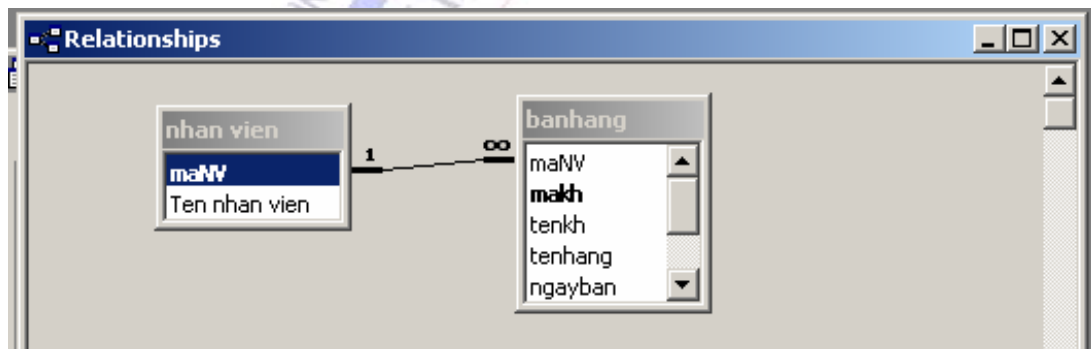 Relationships
nhan vien
maNV
Ten nhan vien
1
∞
banhang
maNV
makh
tenkh
tenhang
ngayban